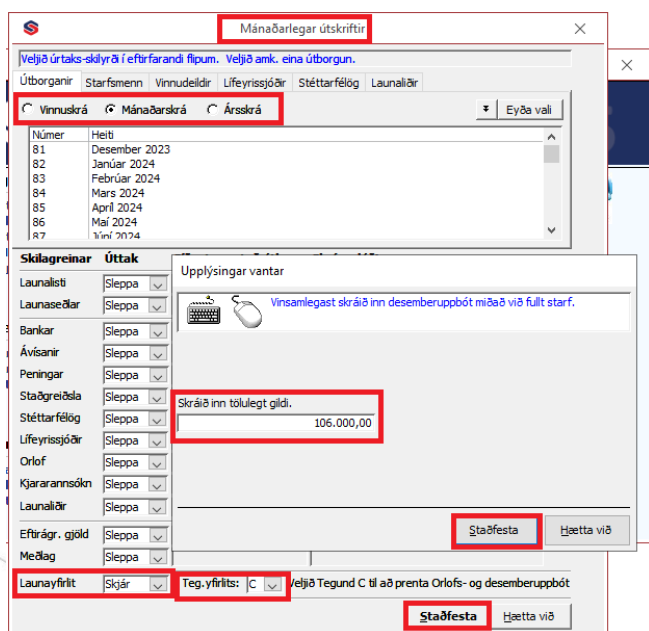 Mánaðarlegar útskriftir
Veljið úrtaks-skilyrði í eftirfarandi flipum. Veljið amk. eina útborgun.
Útborganir Starfsmenn Vinnudeildir Lífeyrissjóðir Stéttarfélög Launaliðir
Vinnuskrá Mánaðarskrá Ársskrá Eyða vali
Númer Heiti
81 Desember 2023
82 Janúar 2024
83 Febrúar 2024
84 Mars 2024
85 Apríl 2024
86 Maí 2024
87 Júní 2024
Skilagreinar Úttak
Launalisti Sleppa
Launaseðlar Sleppa
Bankar Sleppa
Ávísanir Sleppa
Peningar Sleppa
Staðgreiðsla Sleppa
Stéttarfélög Sleppa
Lífeyrissjóðir Sleppa
Orlof Sleppa
Kjararannsókn Sleppa
Launaliðir Sleppa
Eftirágr. gjöld Sleppa
Meðlag Sleppa
Launayfirlit Skjár Teg.yfirlits: C Veljið Tegund C til að prenta Orlofs- og desemberuppbót
Staðfesta Hætta við
Upplýsingar vantar
Vinsamlegast skráið inn desemberuppbót miðað við fullt starf.
Skráið inn tölulegt gildi.
106.000,00
Staðfesta Hætta við